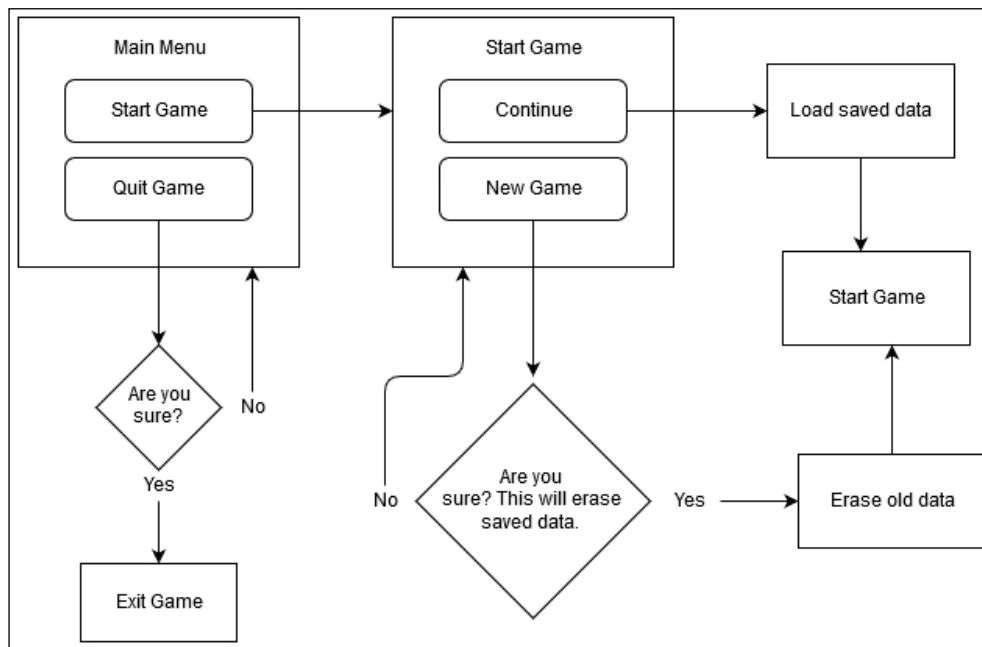 Main Menu
Start Game
Quit Game
Are you
sure?
No
Yes
Exit Game
Start Game
Continue
New Game
No
Are you
sure? This will erase
saved data.
Yes
Load saved data
Start Game
Erase old data